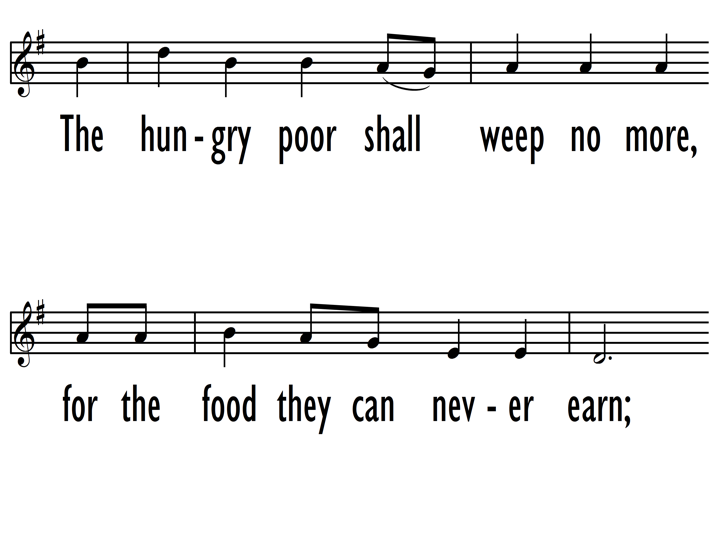 The hun - gry poor shall weep no more,
for the food they can nev - er earn;